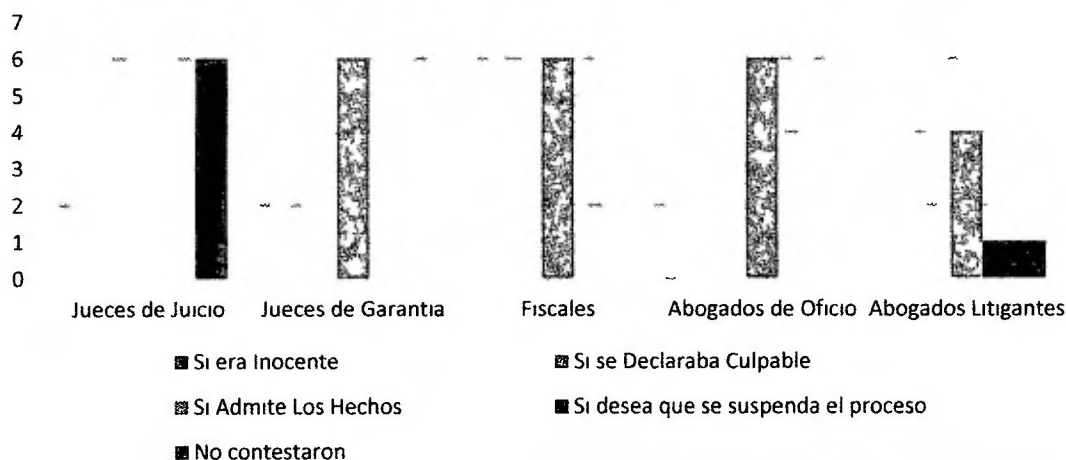 7
6
5
4
3
2
1
0
Jueces de Juicio Jueces de Garantia Fiscales Abogados de Oficio Abogados Litigantes
Si era Inocente Si se Declaraba Culpable
Si Admite Los Hechos Si desea que se suspenda el proceso
No contestaron